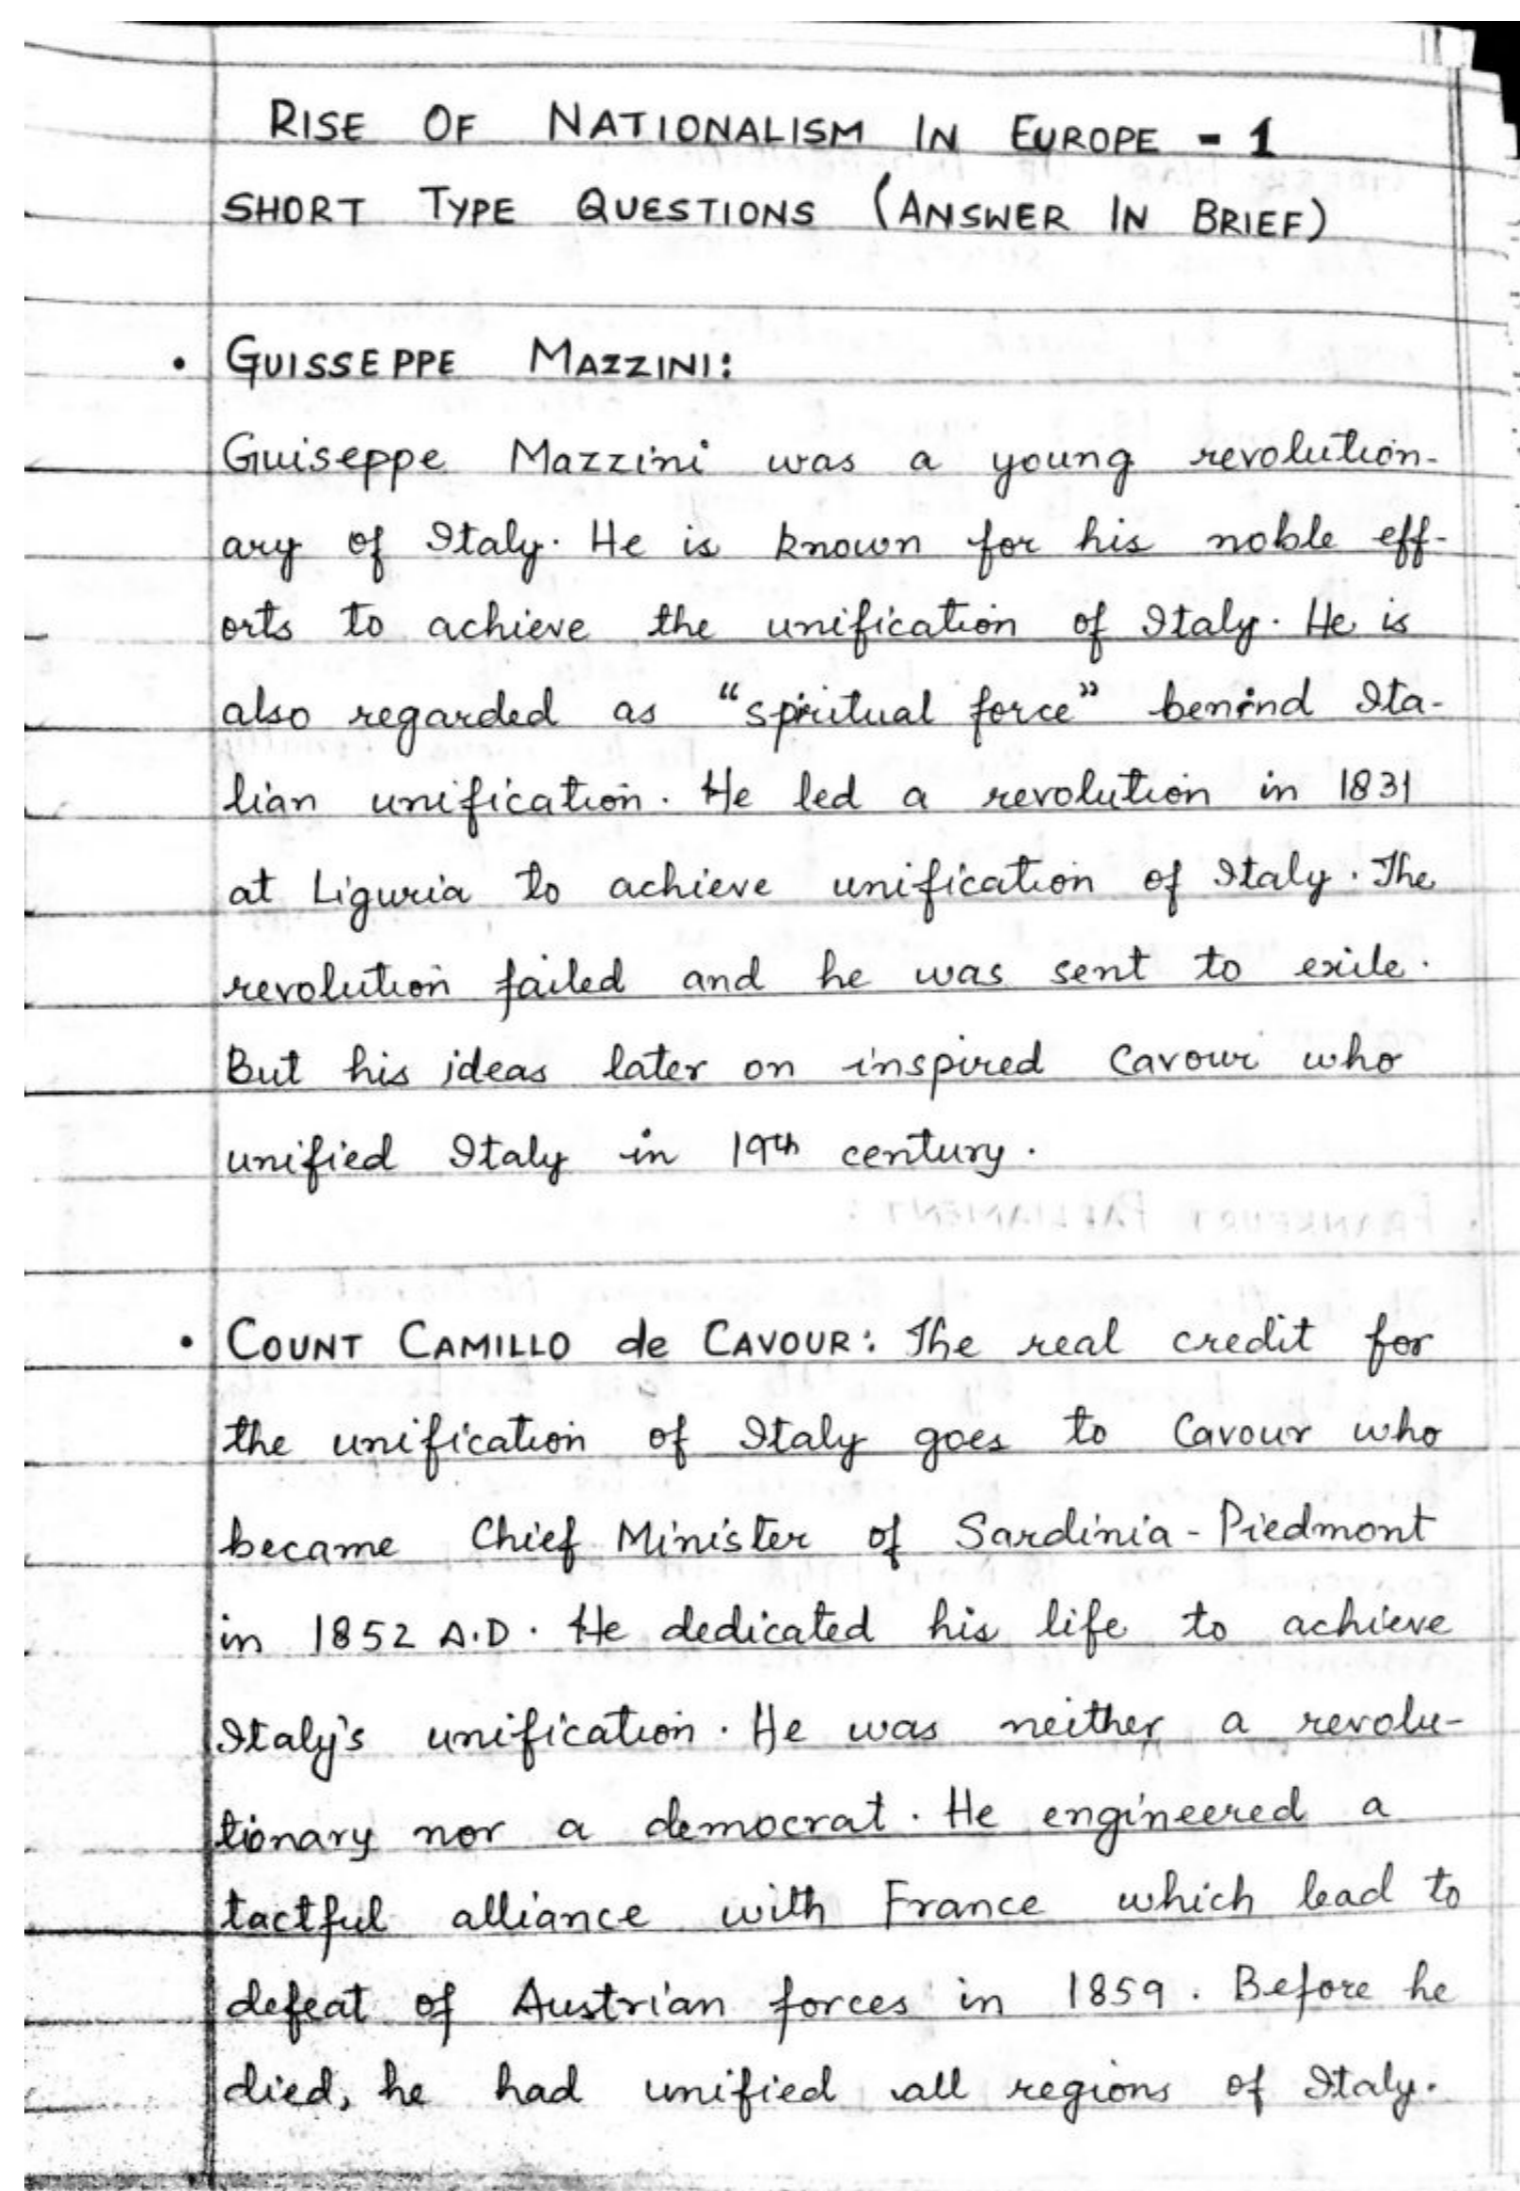 RISE OF NATIONALISM IN EUROPE - 1
SHORT TYPE QUESTIONS (ANSWER IN BRIEF)
• GUISSEPPE MAZZINI:
Guiseppe Mazzini was a young revolution-
ary of Italy. He is known for his noble eff-
orts to achieve the unification of Italy. He is
also regarded as "spiritual force" behind Ita-
lian unification. He led a revolution in 1831
at Liguria to achieve unification of Italy. The
revolution failed and he was sent to exile.
But his ideas later on inspired Cavour who
unified Italy in 19th century.
• COUNT CAMILLO de CAVOUR: The real credit for
the unification of Italy goes to Cavour who
became Chief Minister of Sardinia-Piedmont
in 1852 A.D. He dedicated his life to achieve
Italy's unification. He was neither a revolu-
tionary nor a democrat. He engineered a
tactful alliance with France which lead to
defeat of Austrian forces in 1859. Before he
died, he had unified all regions of Italy.